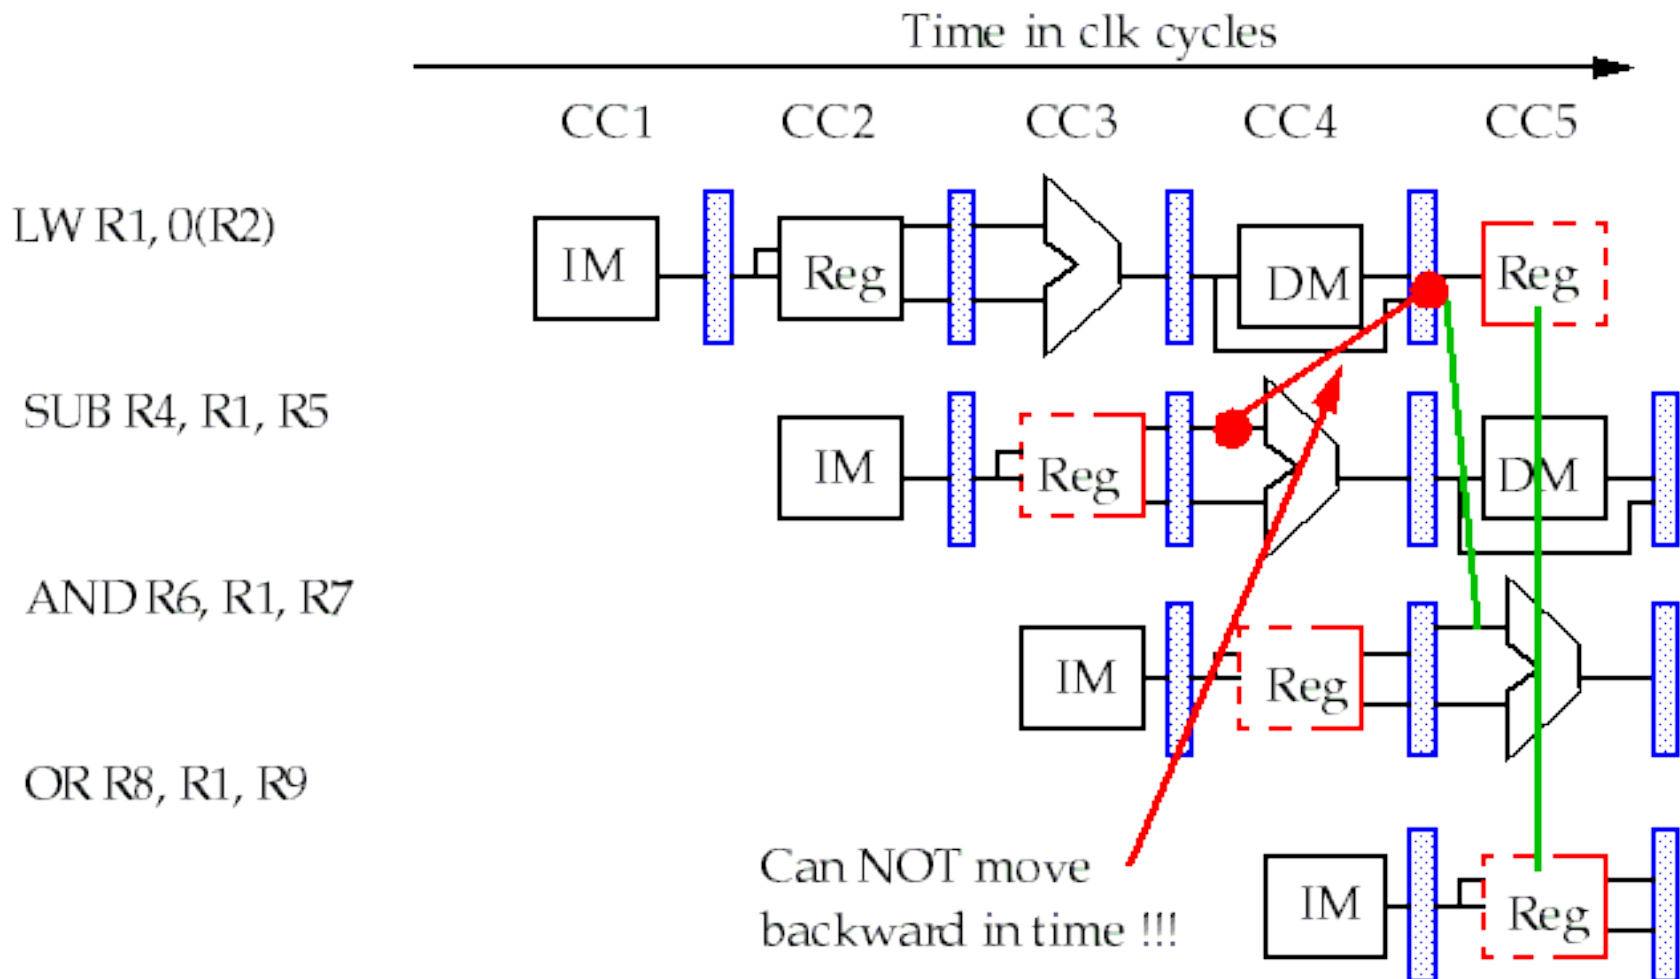 Time in clk cycles
CC1 CC2 CC3 CC4 CC5
LW R1, 0(R2)
IM Reg DM Reg
SUB R4, R1, R5
IM Reg DM
AND R6, R1, R7
IM Reg
OR R8, R1, R9
Can NOT move
backward in time !!!
IM Reg